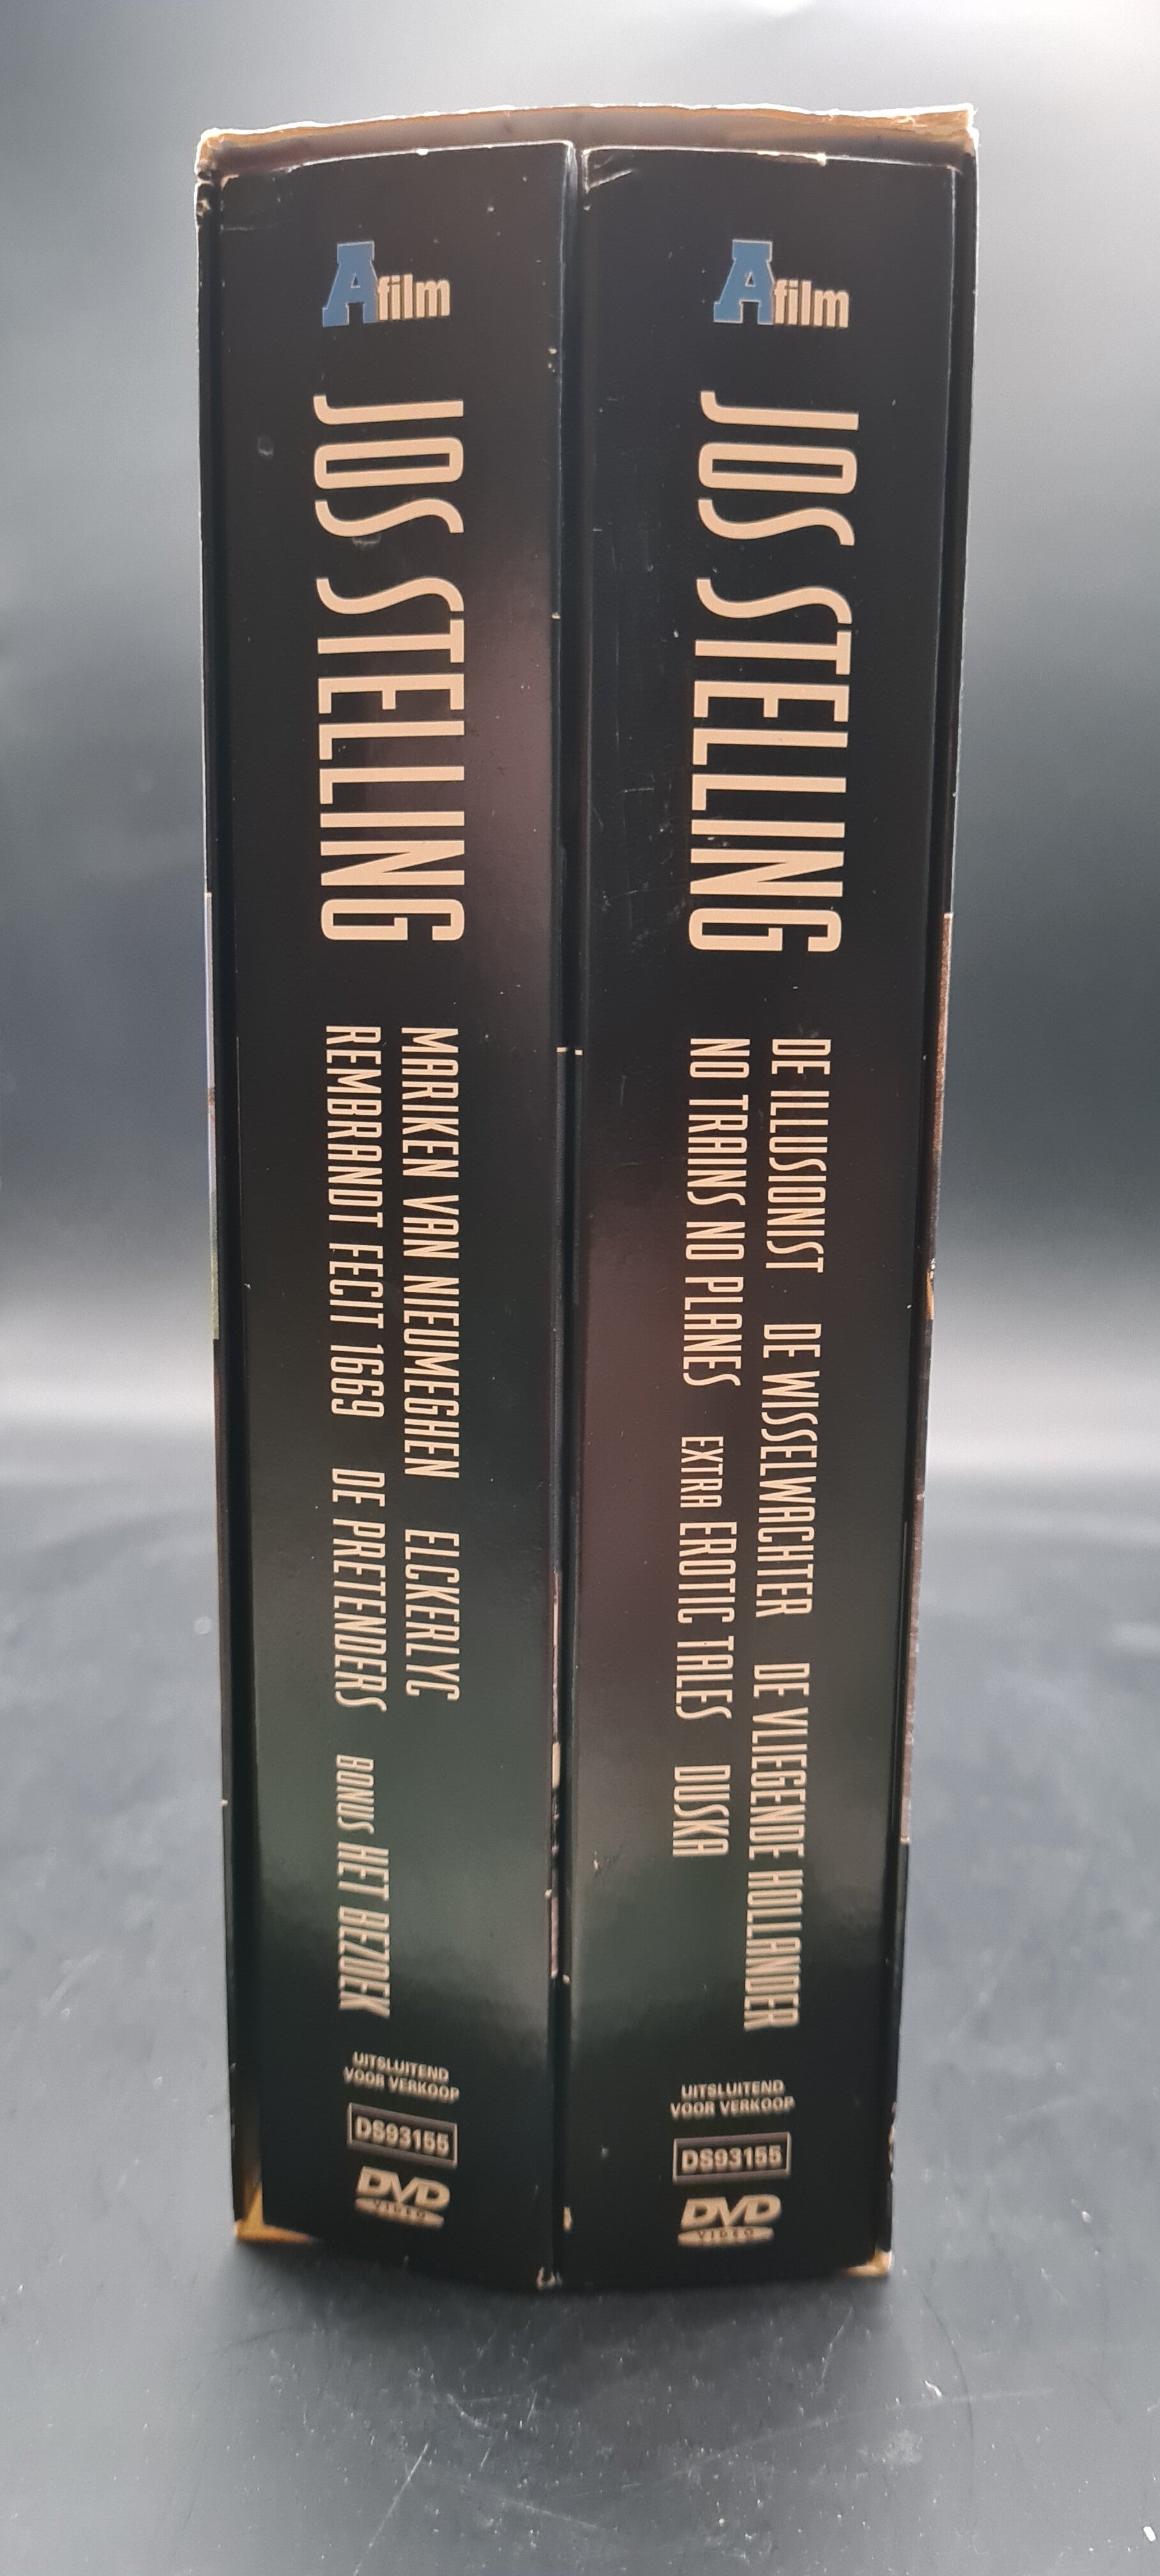 Afilm
JOS STELLING
MARIKEN VAN NIEUMEGHEN ELCKERLYC
REMBRANDT FECIT 1669 DE PRETENDERS BONUS HET BEZOEK
UITSLUITEND
VOOR VERKOOP
DS93155
DVD
VIDEO
Afilm
JOS STELLING
DE ILLUSIONIST DE WISSELWACHTER DE VLIEGENDE HOLLANDER
NO TRAINS NO PLANES EXTRA EROTIC TALES DUSKA
UITSLUITEND
VOOR VERKOOP
DS93155
DVD
VIDEO